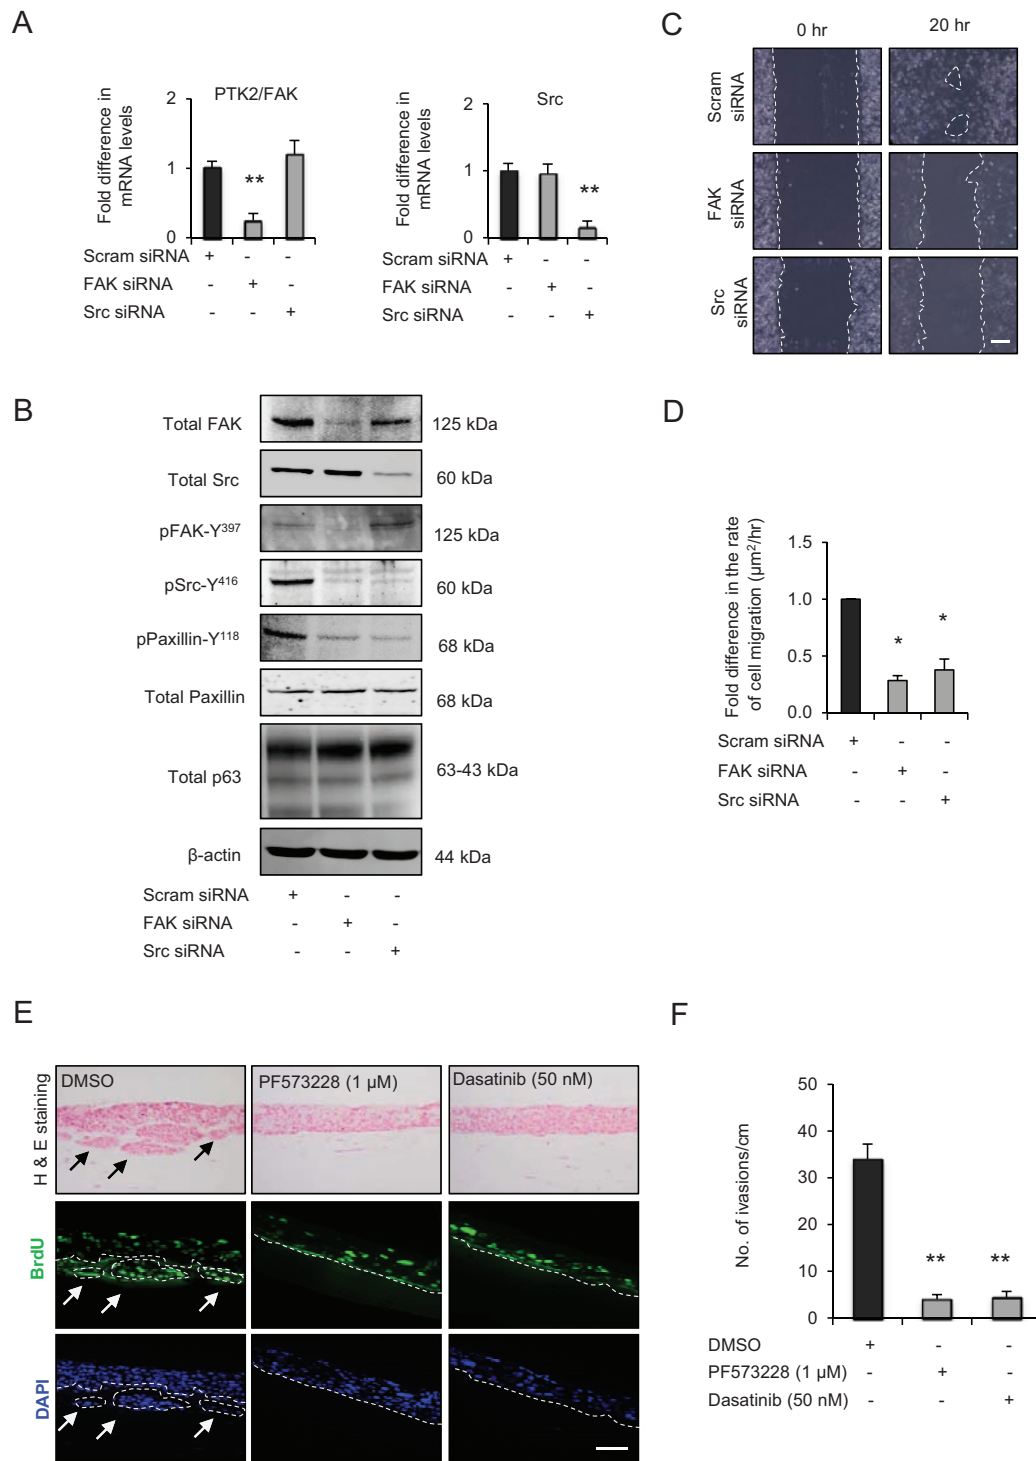 A
PTK2/FAK
Fold difference in
mRNA levels
2
1
0
Scram siRNA + - -
FAK siRNA - + -
Src siRNA - - +
Src
Fold difference in
mRNA levels
2
1
0
**
**
Scram siRNA + - -
FAK siRNA - + -
Src siRNA - - +
B
Total FAK 125 kDa
Total Src 60 kDa
pFAK-Y397 125 kDa
pSrc-Y416 60 kDa
pPaxillin-Y118 68 kDa
Total Paxillin 68 kDa
Total p63 63-43 kDa
β-actin 44 kDa
Scram siRNA + - -
FAK siRNA - + -
Src siRNA - - +
C
0 hr 20 hr
Scram
siRNA
FAK
siRNA
Src
siRNA
D
Fold difference in the rate
of cell migration (µm²/hr)
1.5
1.0
0.5
0.0
* *
Scram siRNA + - -
FAK siRNA - + -
Src siRNA - - +
E
H & E staining
DMSO PF573228 (1 µM) Dasatinib (50 nM)
BrdU
DAPI
F
No. of ivasions/cm
50
40
30
20
10
0
** **
DMSO + - -
PF573228 (1 µM) - + -
Dasatinib (50 nM) - - +